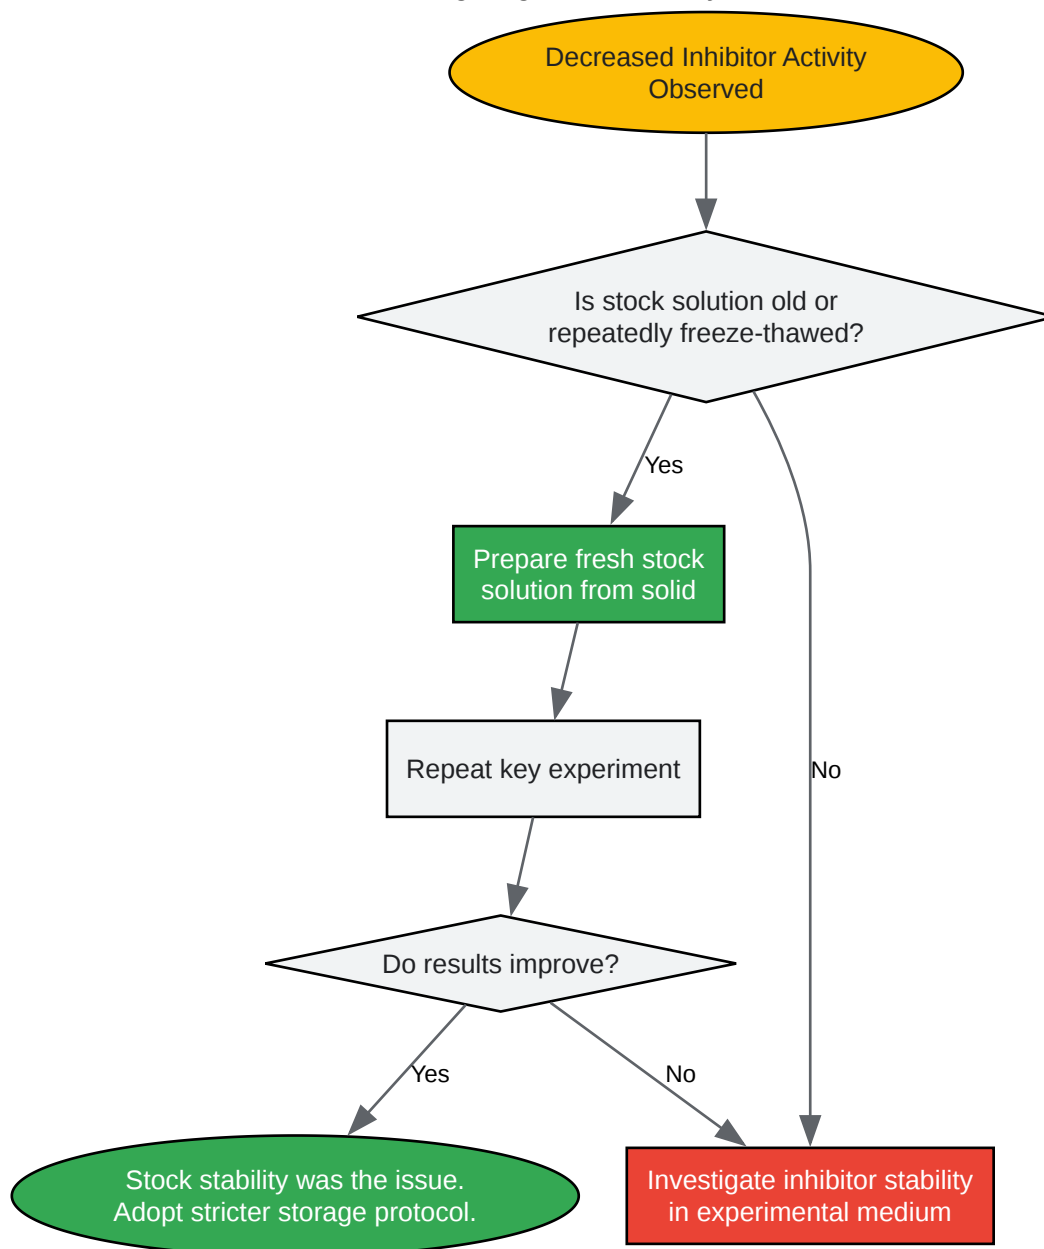 Decreased Inhibitor Activity
Observed
Is stock solution old or
repeatedly freeze-thawed?
Yes
Prepare fresh stock
solution from solid
Repeat key experiment
No
Do results improve?
Yes
No
Stock stability was the issue.
Adopt stricter storage protocol.
Investigate inhibitor stability
in experimental medium